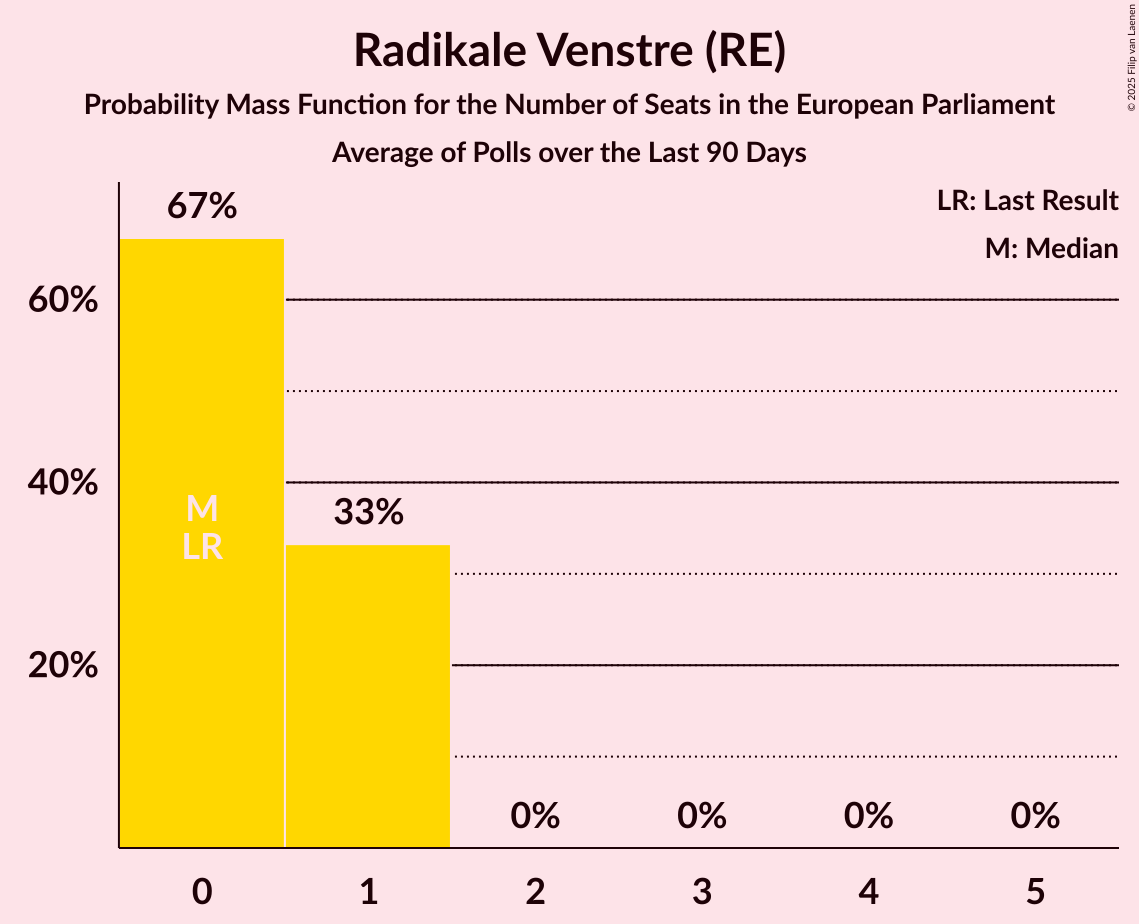 Radikale Venstre (RE)
Probability Mass Function for the Number of Seats in the European Parliament
Average of Polls over the Last 90 Days
© 2025 Filip van Laenen
LR: Last Result
M: Median
67%
60%
40%
33%
20%
M
LR
0%
0%
0%
0%
0
1
2
3
4
5